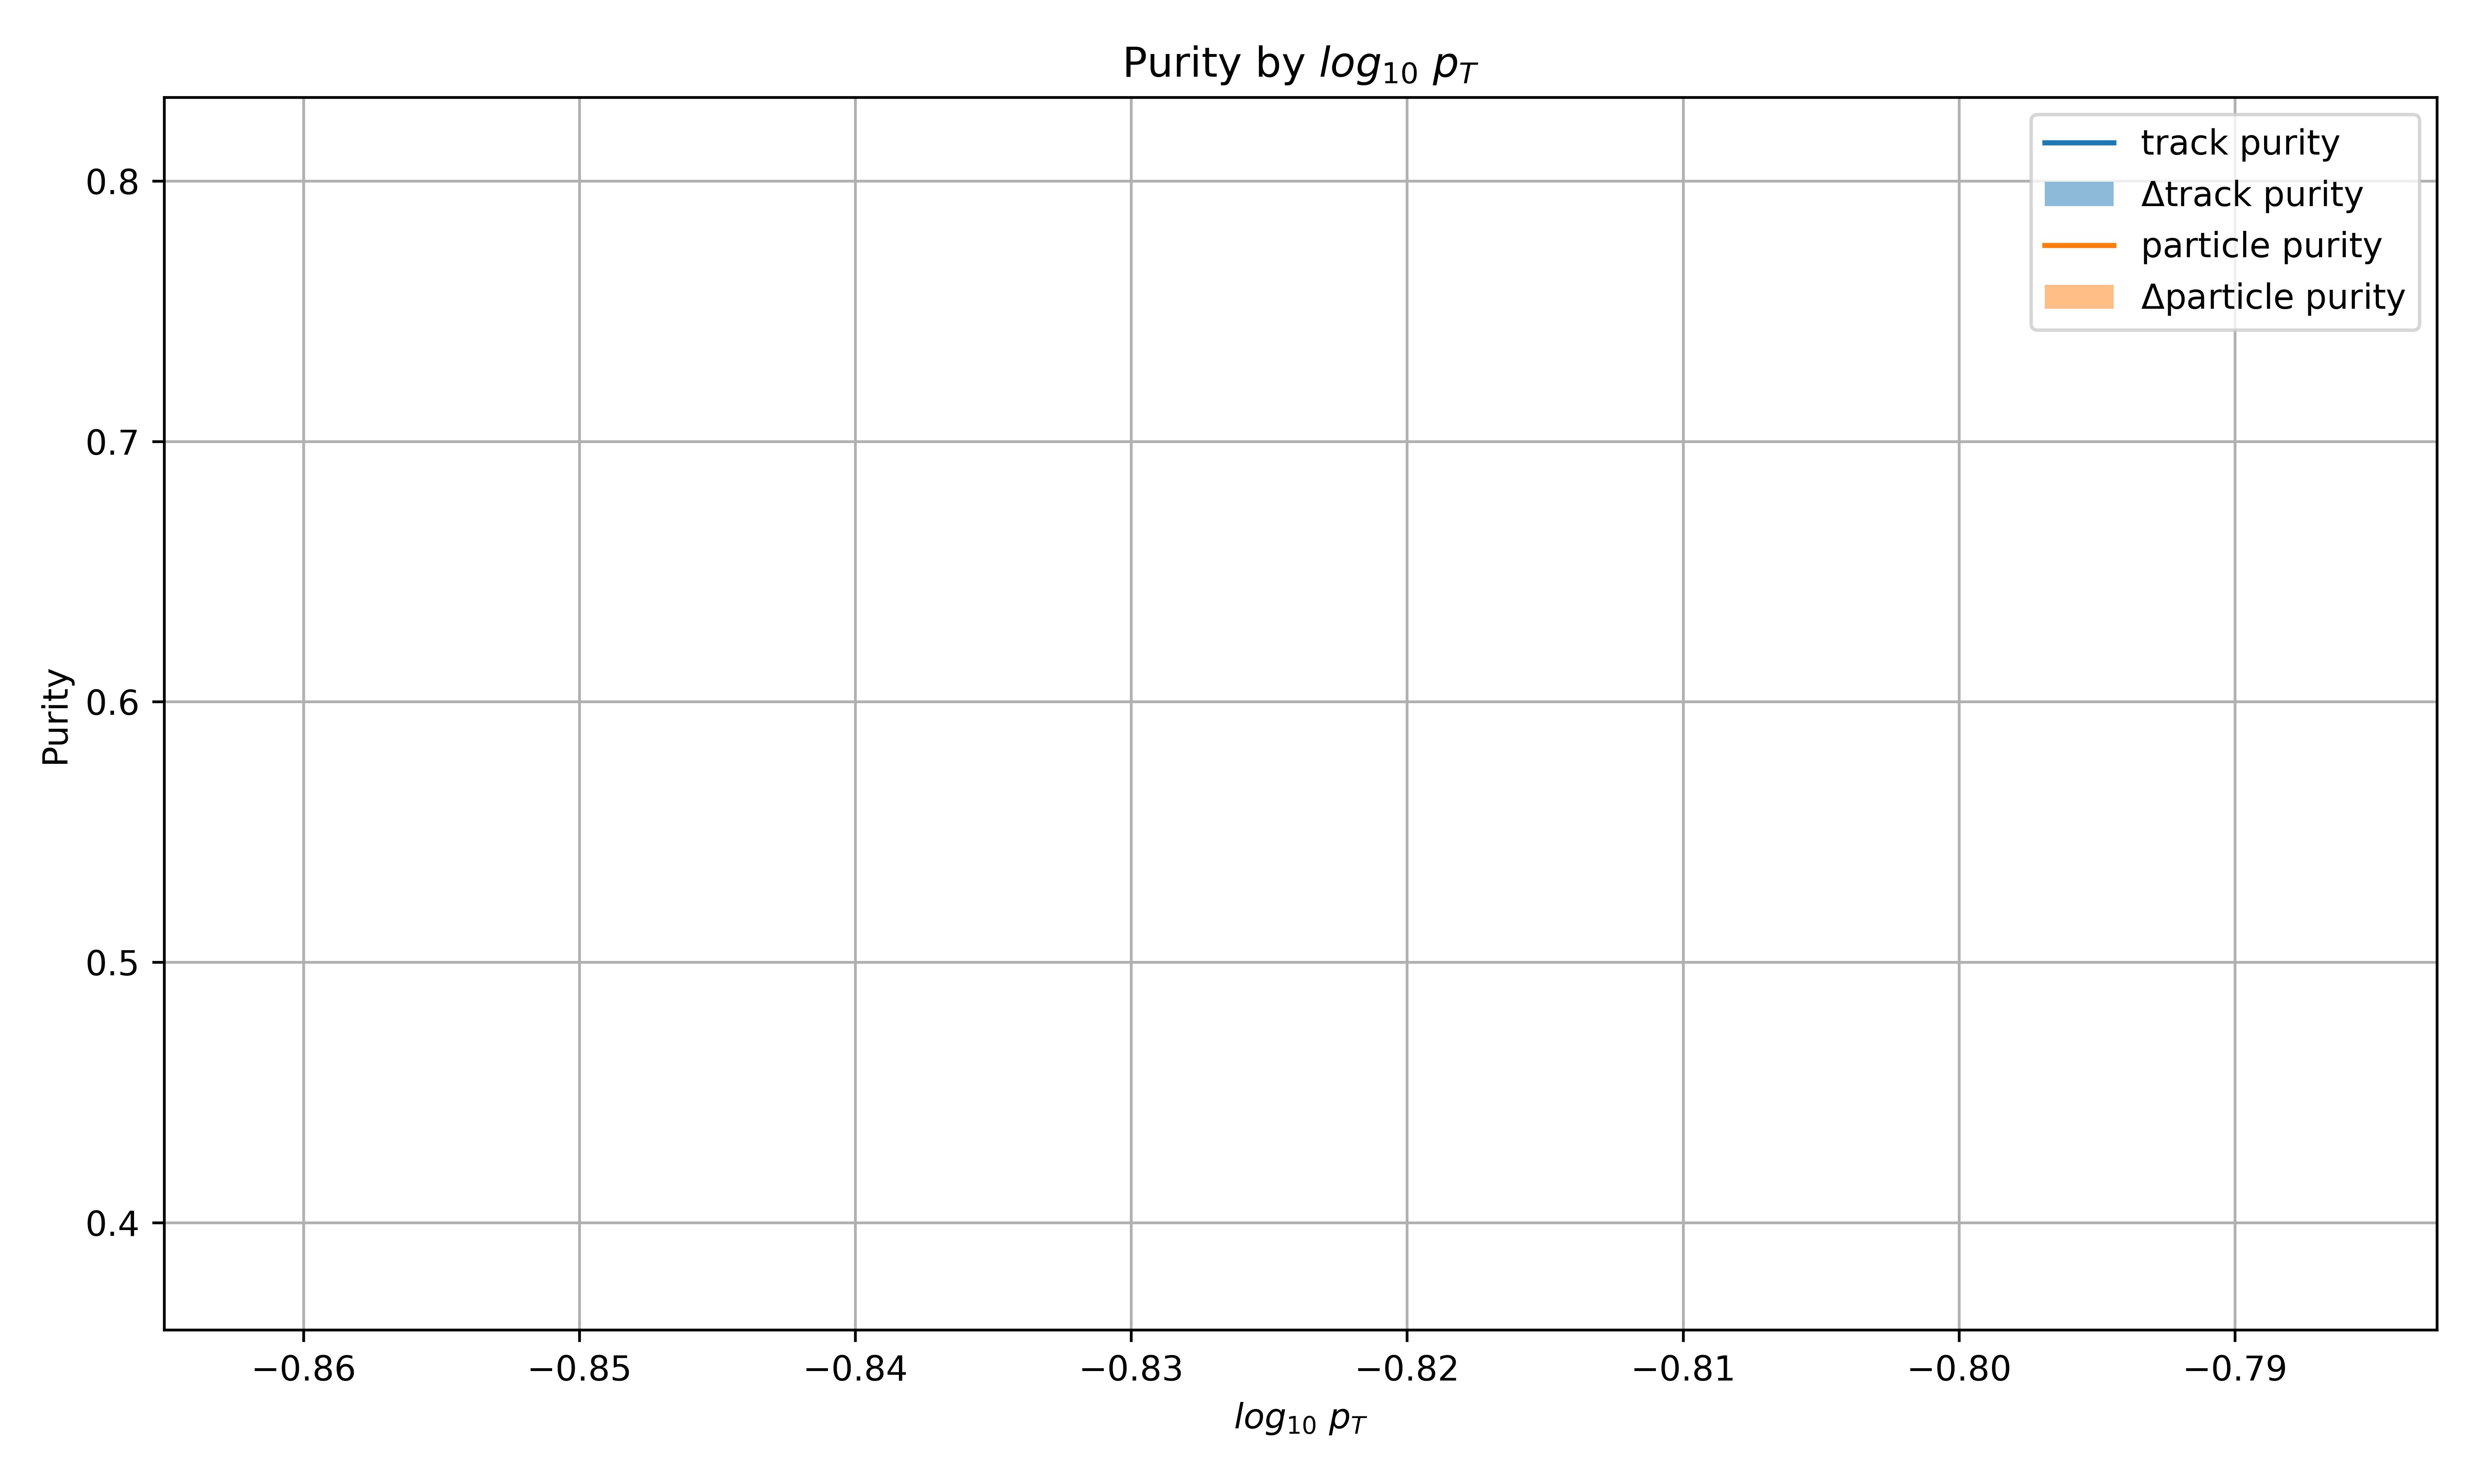 Purity by log₁₀ p_T
track purity
Δtrack purity
particle purity
Δparticle purity
0.8
0.7
0.6
0.5
0.4
Purity
−0.86 −0.85 −0.84 −0.83 −0.82 −0.81 −0.80 −0.79
log₁₀ p_T